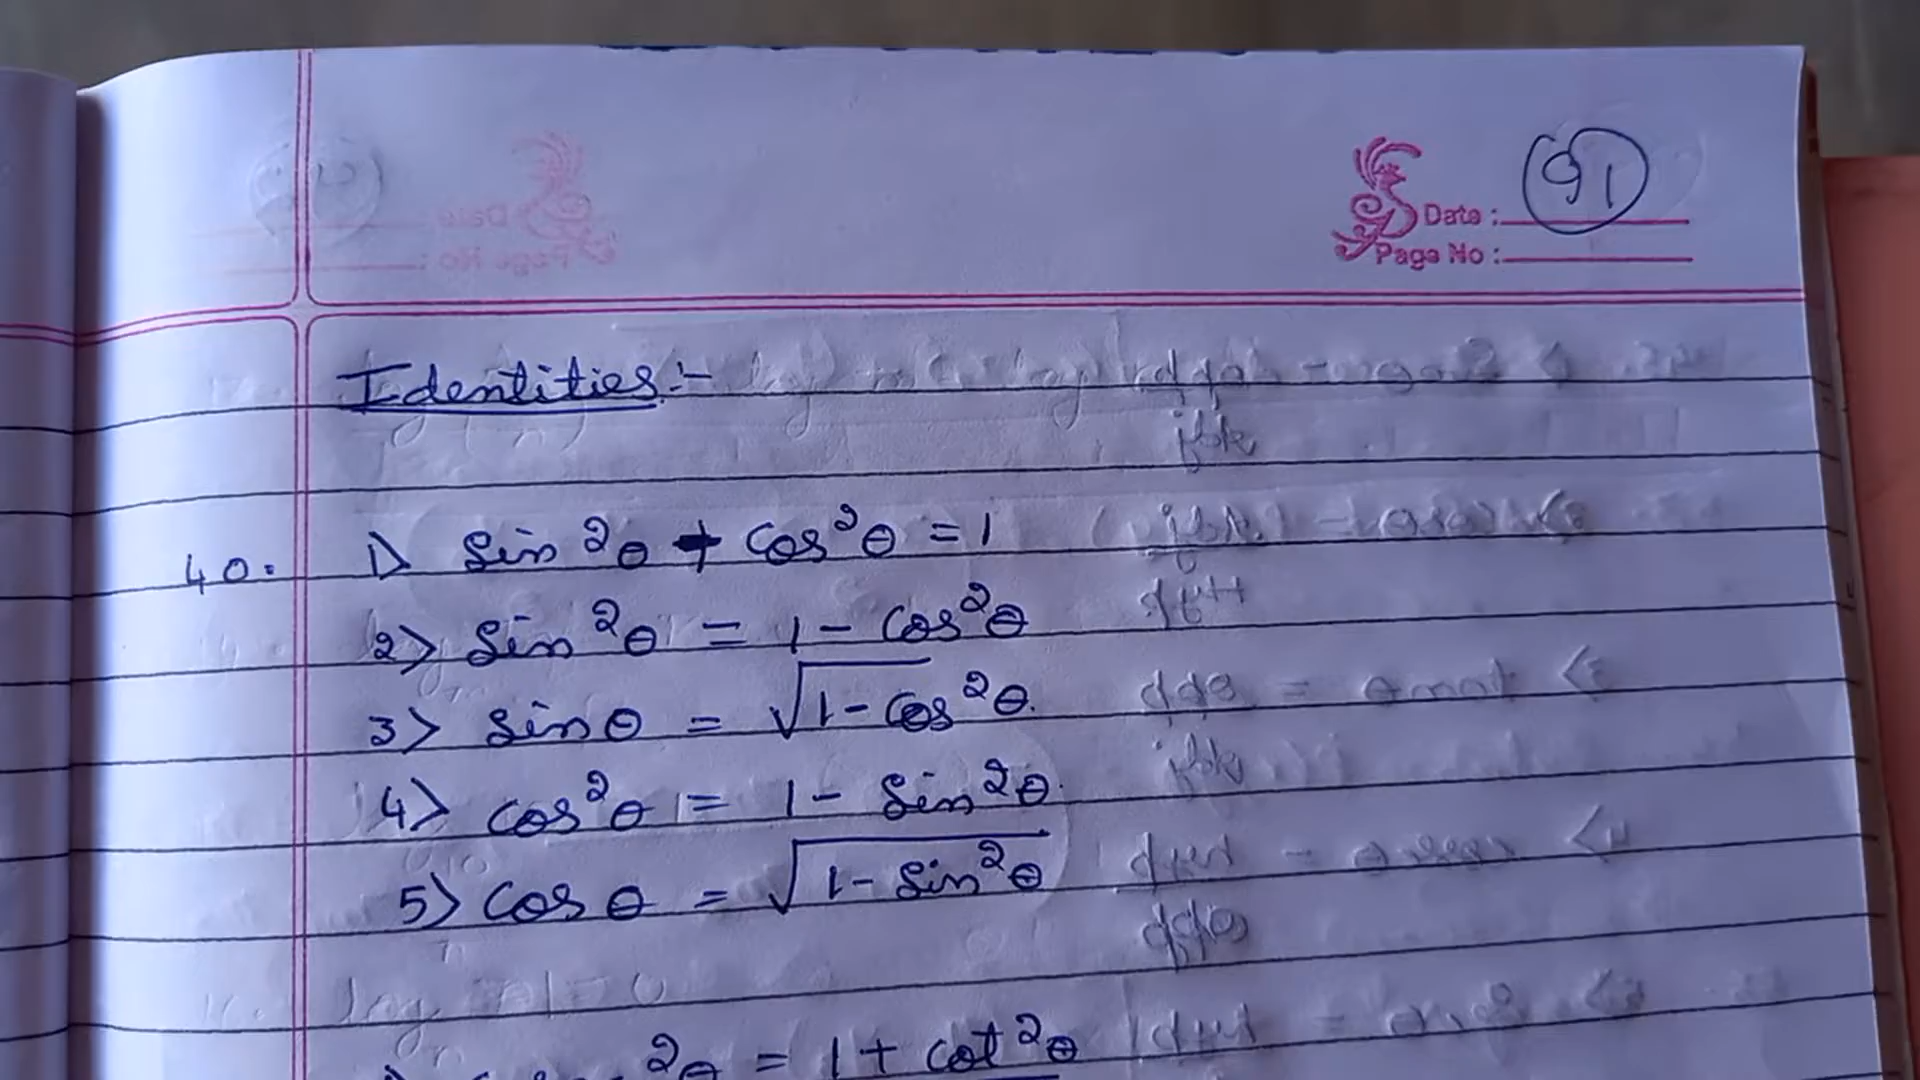 91
Date :
Page No :
Identities :-
40. 1> Sin²θ + Cos²θ = 1
2> Sin²θ = 1 - Cos²θ
3> Sinθ = √1-Cos²θ.
4> Cos²θ = 1 - Sin²θ.
5> Cosθ = √1-Sin²θ
²θ = 1 + cot²θ